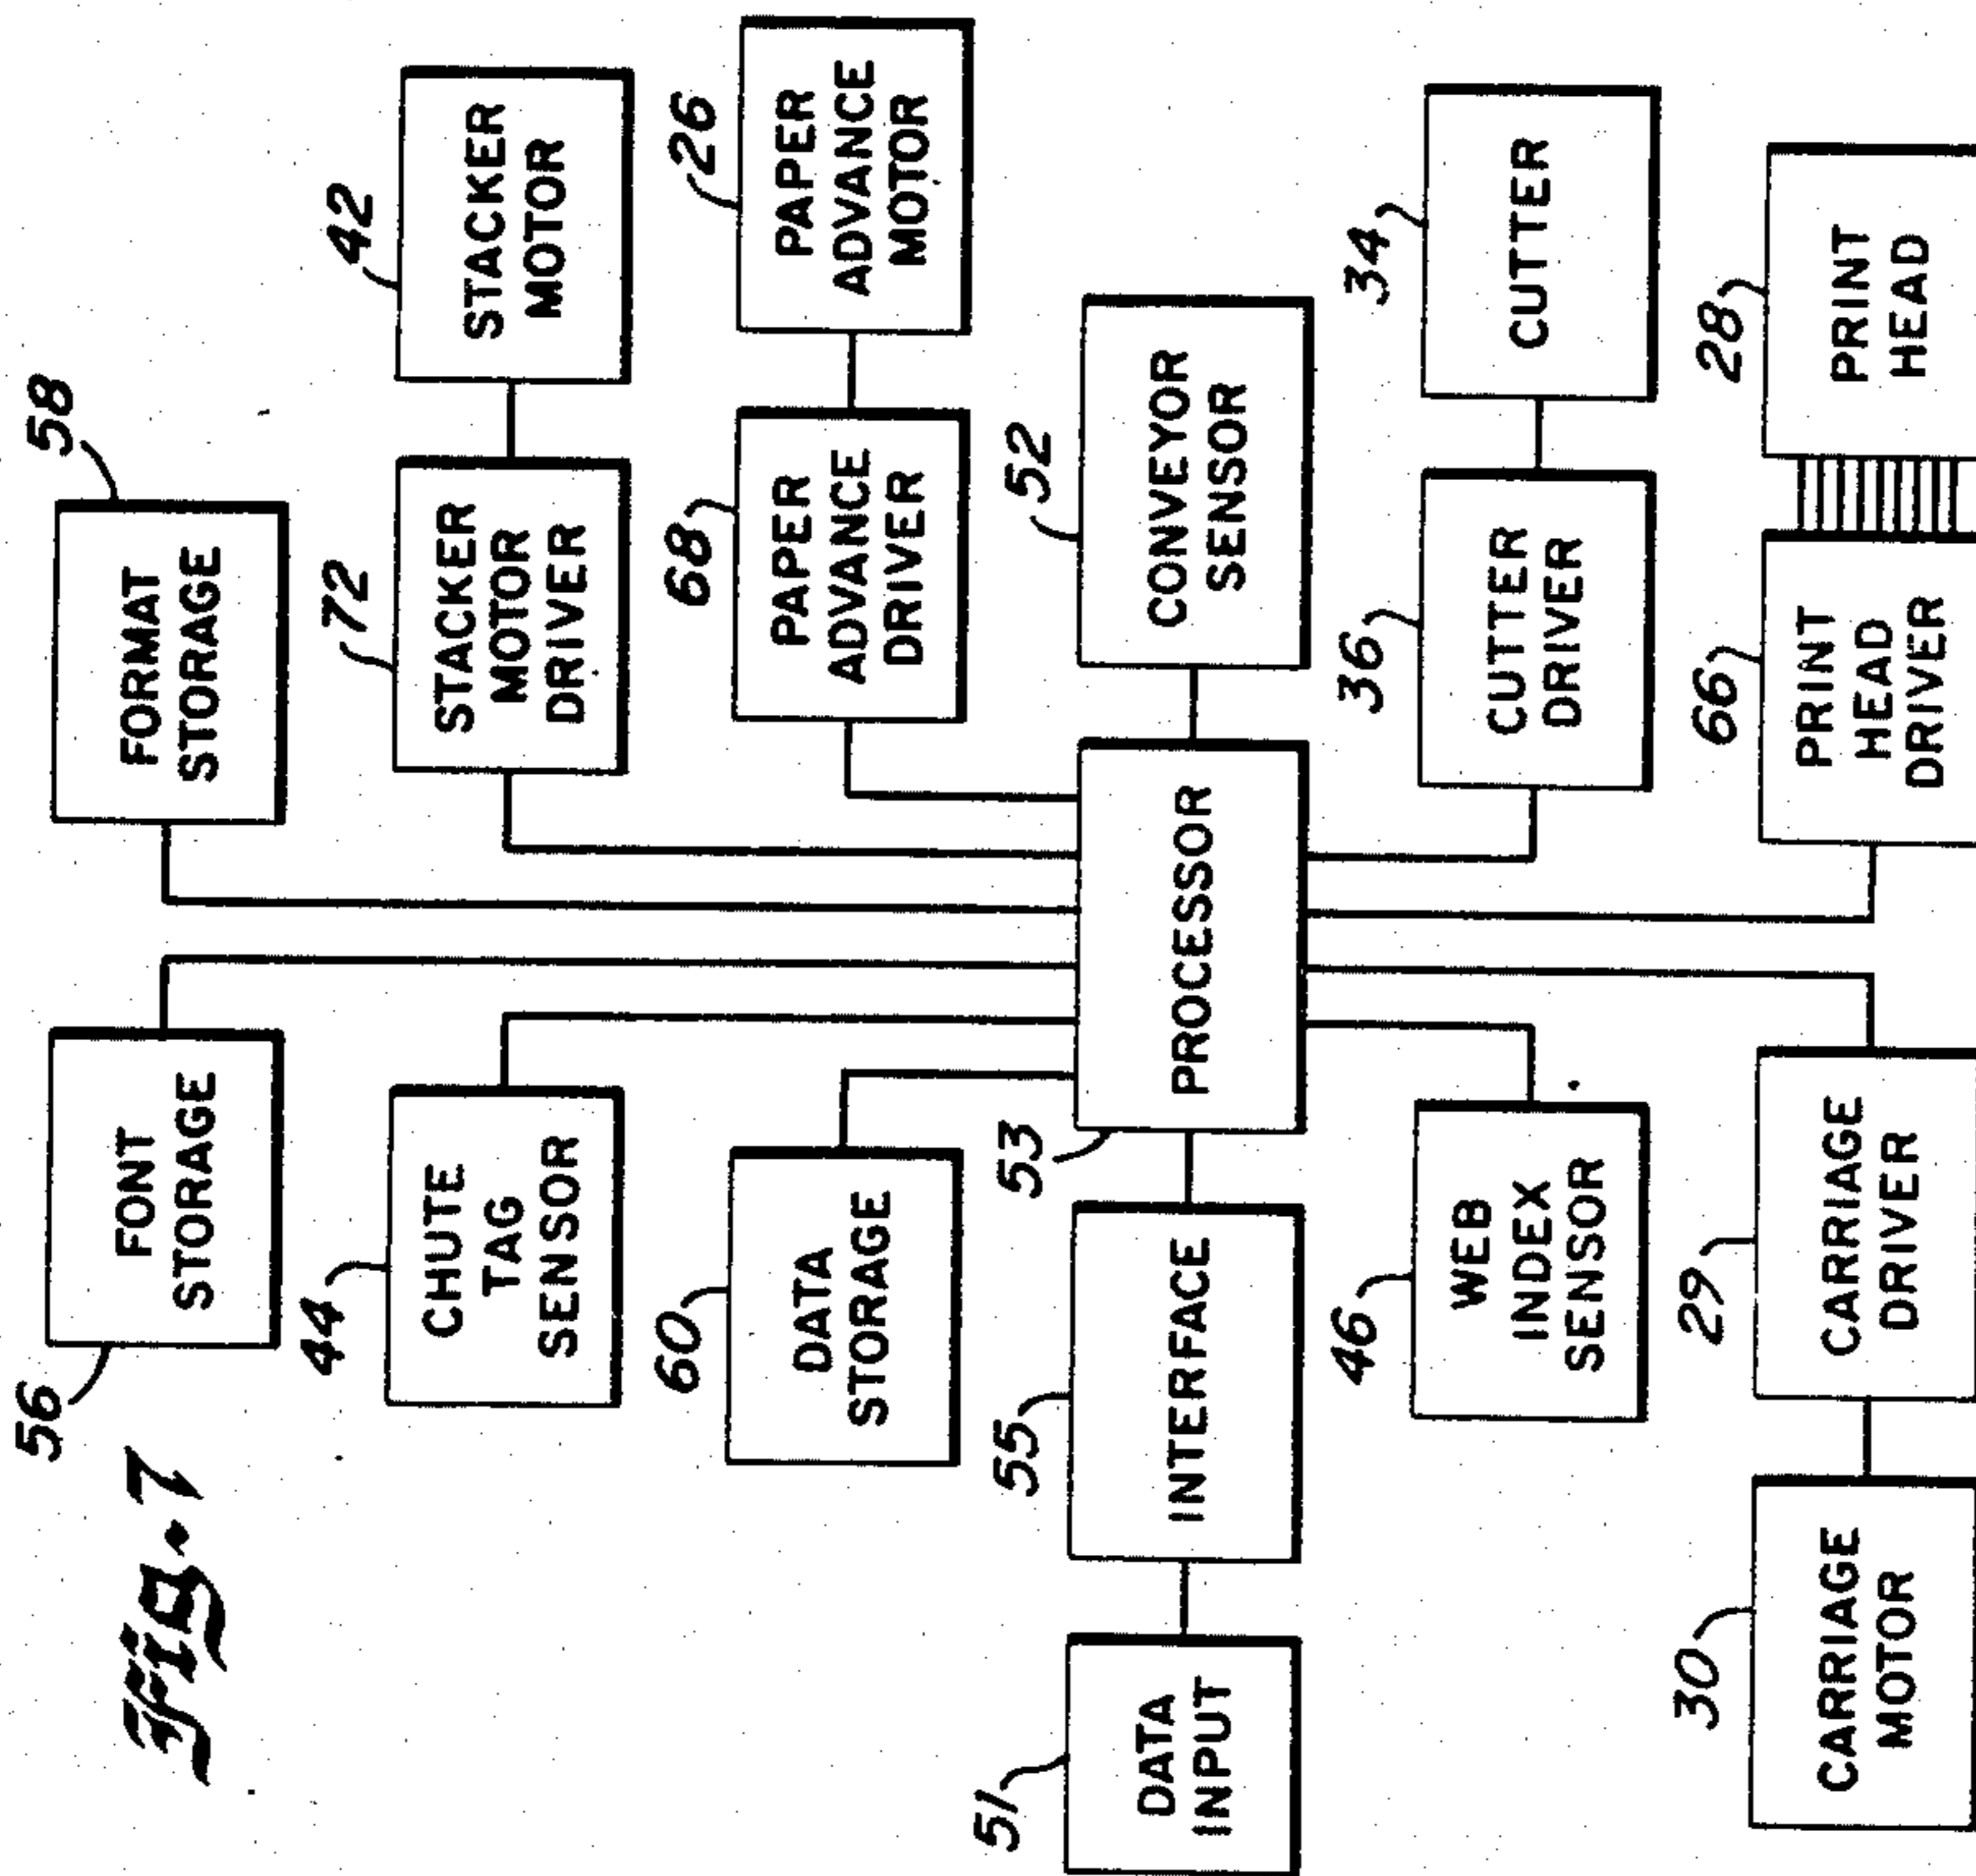 Fig. 7
56
FONT
STORAGE
58
FORMAT
STORAGE
44
CHUTE
TAG
SENSOR
72
STACKER
MOTOR
DRIVER
42
STACKER
MOTOR
60
DATA
STORAGE
68
PAPER
ADVANCE
DRIVER
26
PAPER
ADVANCE
MOTOR
51
DATA
INPUT
55
INTERFACE
53
PROCESSOR
52
CONVEYOR
SENSOR
46
WEB
INDEX
SENSOR
36
CUTTER
DRIVER
34
CUTTER
30
CARRIAGE
MOTOR
29
CARRIAGE
DRIVER
66
PRINT
HEAD
DRIVER
28
PRINT
HEAD